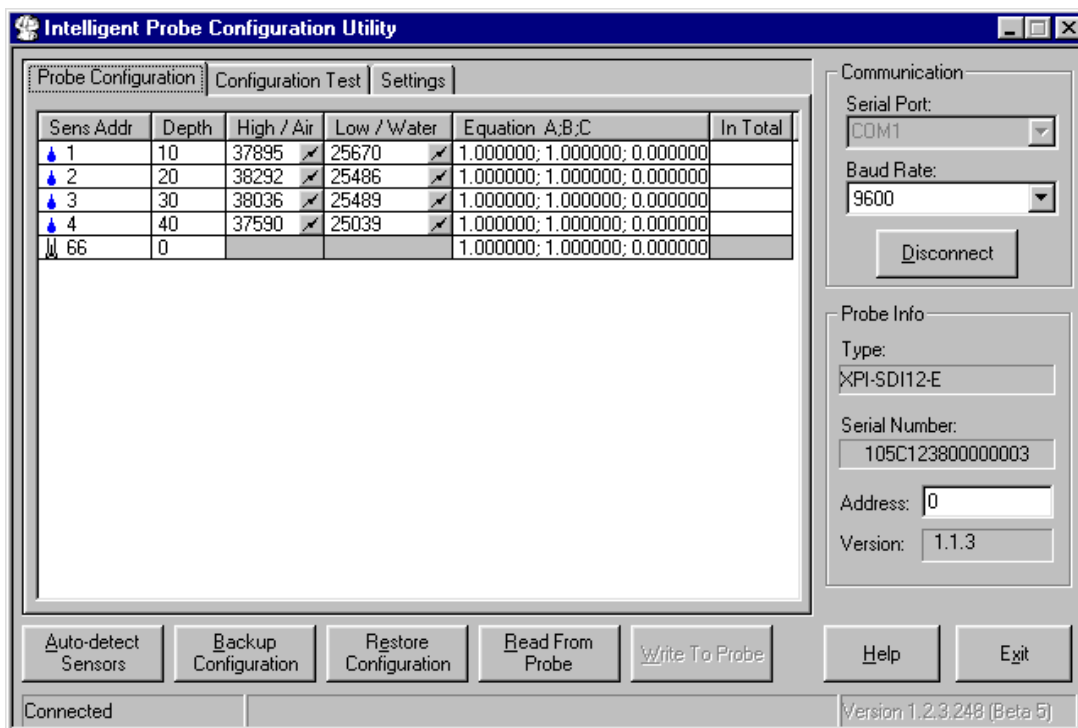 Intelligent Probe Configuration Utility
Probe Configuration
Configuration Test
Settings
Sens Addr Depth High / Air Low / Water Equation A;B;C In Total
1 10 37895 25670 1.000000; 1.000000; 0.000000
2 20 38292 25486 1.000000; 1.000000; 0.000000
3 30 38036 25489 1.000000; 1.000000; 0.000000
4 40 37590 25039 1.000000; 1.000000; 0.000000
66 0 1.000000; 1.000000; 0.000000
Communication
Serial Port:
COM1
Baud Rate:
9600
Disconnect
Probe Info
Type:
XPI-SDI12-E
Serial Number:
105C123800000003
Address: 0
Version: 1.1.3
Auto-detect
Sensors
Backup
Configuration
Restore
Configuration
Read From
Probe
Write To Probe
Help
Exit
Connected
Version 1.2.3.248 (Beta 5)